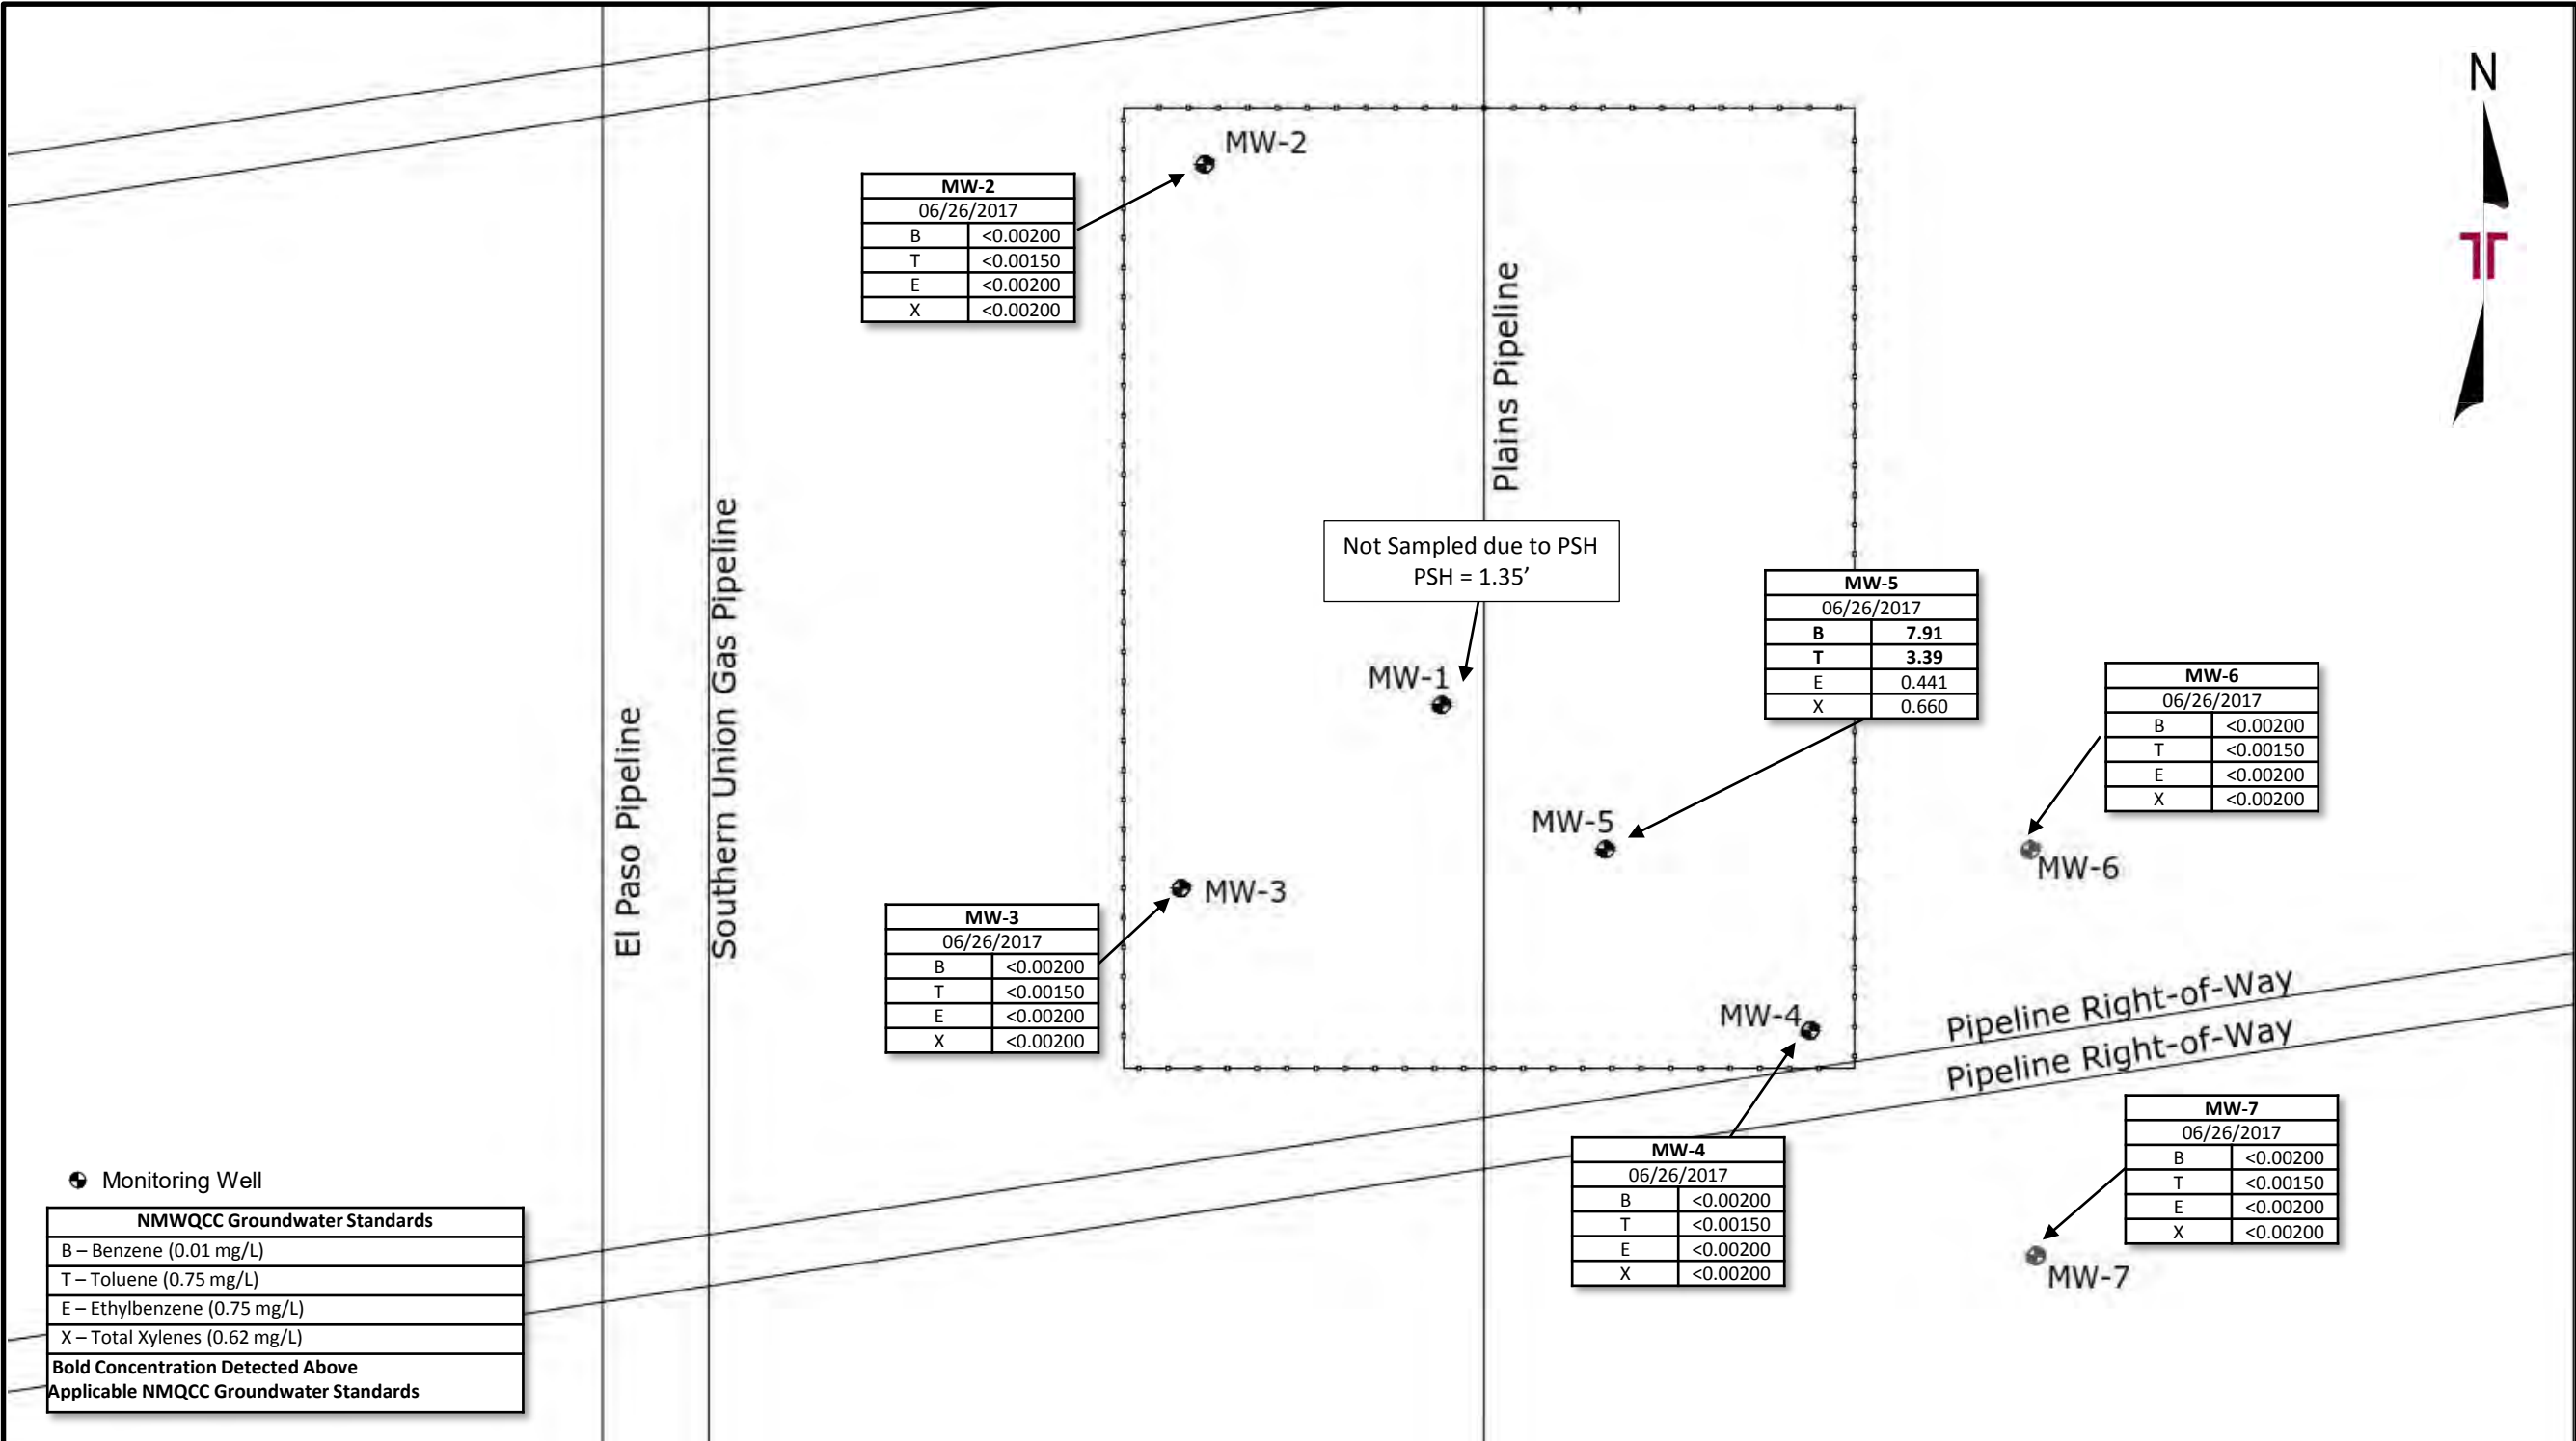 N
MW-2
MW-2
06/26/2017
B <0.00200
T <0.00150
E <0.00200
X <0.00200
Plains Pipeline
Not Sampled due to PSH
PSH = 1.35’
MW-1
MW-5
06/26/2017
B 7.91
T 3.39
E 0.441
X 0.660
MW-5
MW-6
06/26/2017
B <0.00200
T <0.00150
E <0.00200
X <0.00200
MW-6
El Paso Pipeline
Southern Union Gas Pipeline
MW-3
MW-3
06/26/2017
B <0.00200
T <0.00150
E <0.00200
X <0.00200
MW-4
Pipeline Right-of-Way
Pipeline Right-of-Way
MW-4
06/26/2017
B <0.00200
T <0.00150
E <0.00200
X <0.00200
MW-7
06/26/2017
B <0.00200
T <0.00150
E <0.00200
X <0.00200
MW-7
Monitoring Well
NMWQCC Groundwater Standards
B – Benzene (0.01 mg/L)
T – Toluene (0.75 mg/L)
E – Ethylbenzene (0.75 mg/L)
X – Total Xylenes (0.62 mg/L)
Bold Concentration Detected Above
Applicable NMQCC Groundwater Standards